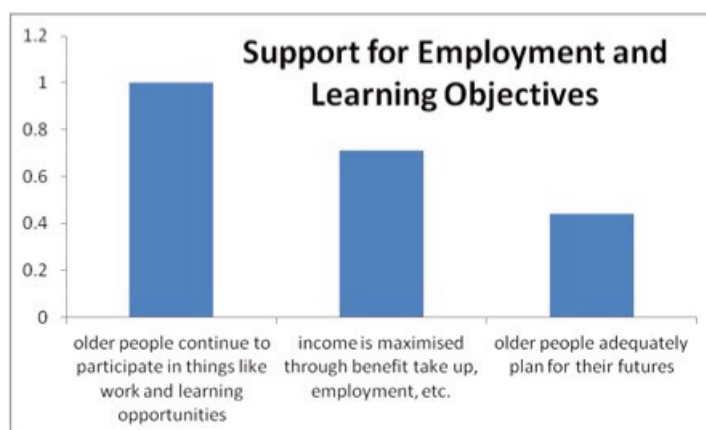 Support for Employment and
Learning Objectives
1.2
1
0.8
0.6
0.4
0.2
0
older people continue to
participate in things like
work and learning
opportunities
income is maximised
through benefit take up,
employment, etc.
older people adequately
plan for their futures